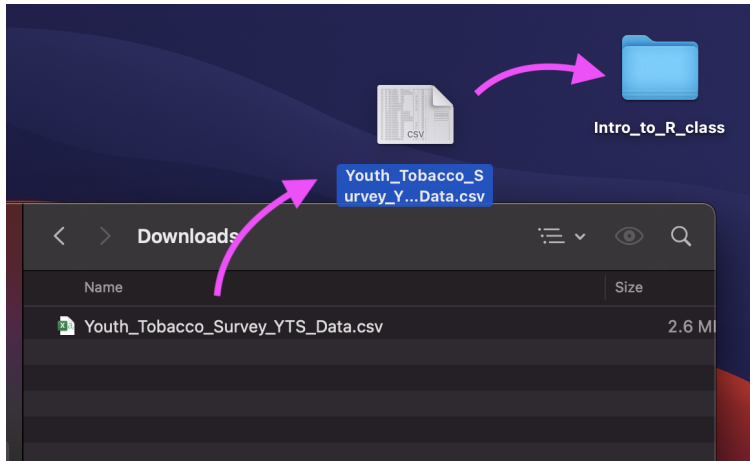 CSV
Intro_to_R_class
Youth_Tobacco_S
urvey_Y...Data.csv
Downloads
Name
Size
Youth_Tobacco_Survey_YTS_Data.csv
2.6 M